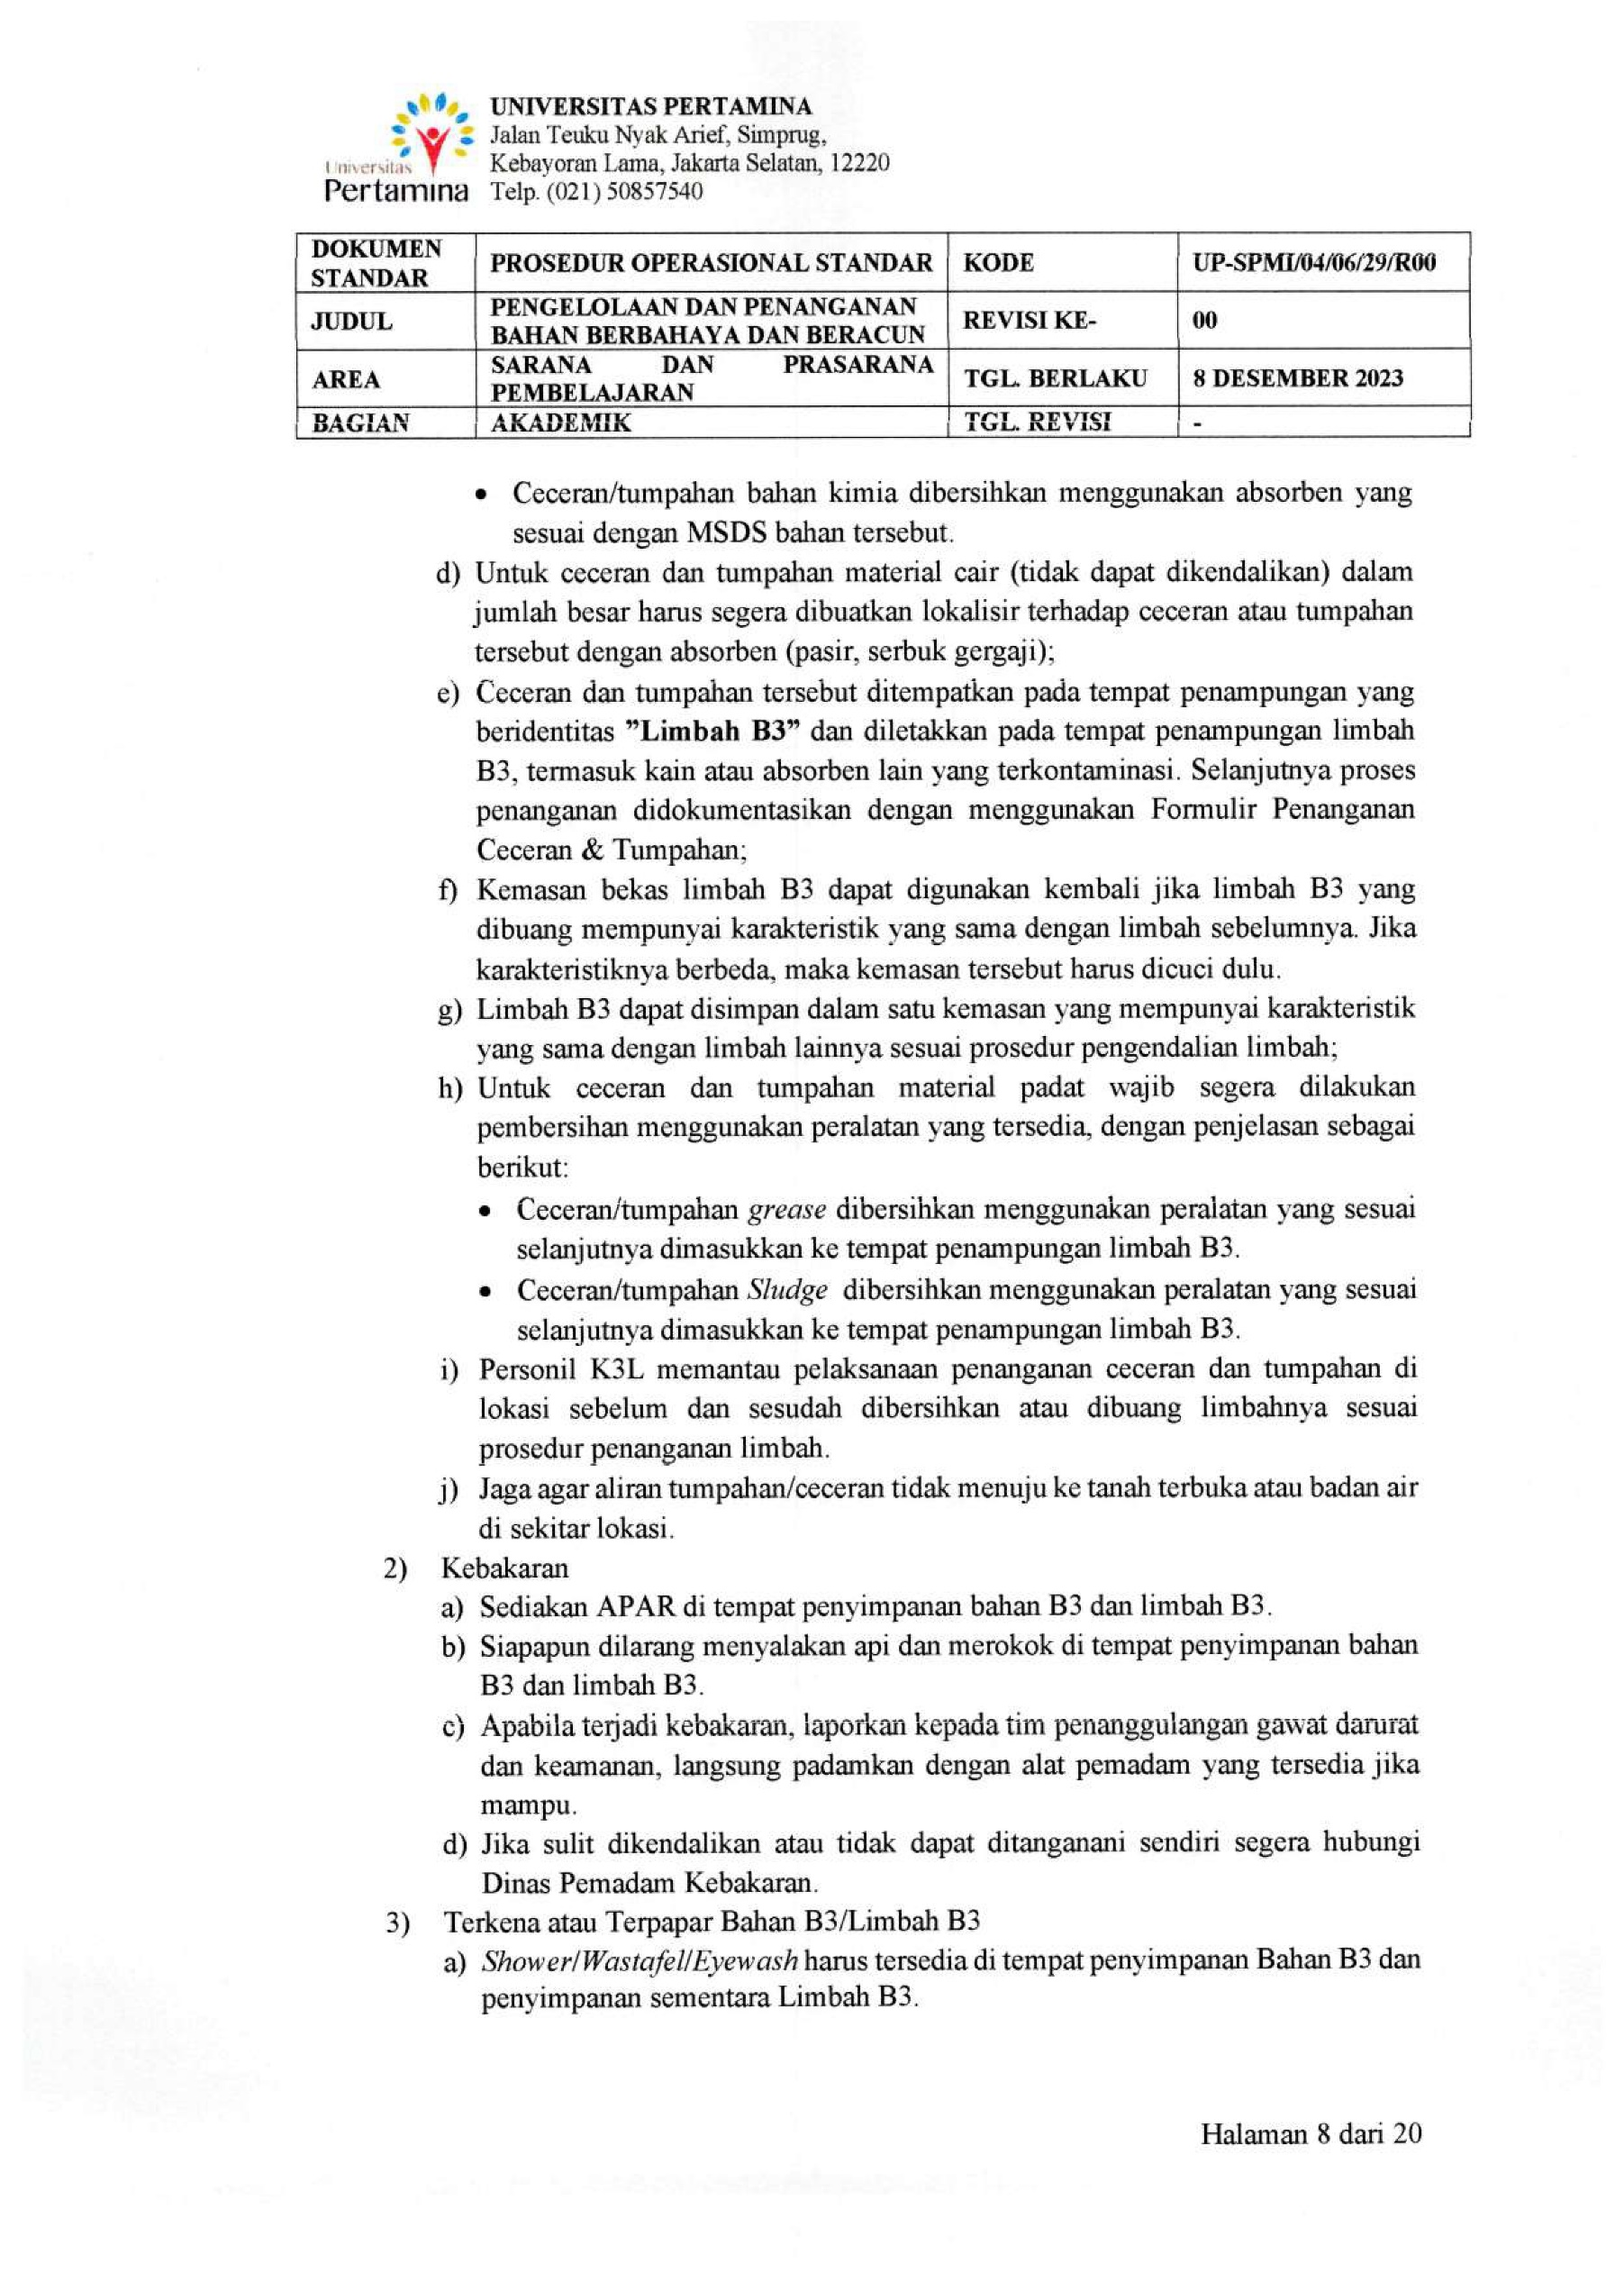 Universitas
Pertamina
UNIVERSITAS PERTAMINA
Jalan Teuku Nyak Arief, Simprug,
Kebayoran Lama, Jakarta Selatan, 12220
Telp. (021) 50857540
DOKUMEN STANDAR PROSEDUR OPERASIONAL STANDAR KODE UP-SPMI/04/06/29/R00
JUDUL PENGELOLAAN DAN PENANGANAN BAHAN BERBAHAYA DAN BERACUN REVISI KE- 00
AREA SARANA DAN PRASARANA PEMBELAJARAN TGL. BERLAKU 8 DESEMBER 2023
BAGIAN AKADEMIK TGL. REVISI -
• Ceceran/tumpahan bahan kimia dibersihkan menggunakan absorben yang
sesuai dengan MSDS bahan tersebut.
d) Untuk ceceran dan tumpahan material cair (tidak dapat dikendalikan) dalam
jumlah besar harus segera dibuatkan lokalisir terhadap ceceran atau tumpahan
tersebut dengan absorben (pasir, serbuk gergaji);
e) Ceceran dan tumpahan tersebut ditempatkan pada tempat penampungan yang
beridentitas ”Limbah B3” dan diletakkan pada tempat penampungan limbah
B3, termasuk kain atau absorben lain yang terkontaminasi. Selanjutnya proses
penanganan didokumentasikan dengan menggunakan Formulir Penanganan
Ceceran & Tumpahan;
f) Kemasan bekas limbah B3 dapat digunakan kembali jika limbah B3 yang
dibuang mempunyai karakteristik yang sama dengan limbah sebelumnya. Jika
karakteristiknya berbeda, maka kemasan tersebut harus dicuci dulu.
g) Limbah B3 dapat disimpan dalam satu kemasan yang mempunyai karakteristik
yang sama dengan limbah lainnya sesuai prosedur pengendalian limbah;
h) Untuk ceceran dan tumpahan material padat wajib segera dilakukan
pembersihan menggunakan peralatan yang tersedia, dengan penjelasan sebagai
berikut:
• Ceceran/tumpahan grease dibersihkan menggunakan peralatan yang sesuai
selanjutnya dimasukkan ke tempat penampungan limbah B3.
• Ceceran/tumpahan Sludge dibersihkan menggunakan peralatan yang sesuai
selanjutnya dimasukkan ke tempat penampungan limbah B3.
i) Personil K3L memantau pelaksanaan penanganan ceceran dan tumpahan di
lokasi sebelum dan sesudah dibersihkan atau dibuang limbahnya sesuai
prosedur penanganan limbah.
j) Jaga agar aliran tumpahan/ceceran tidak menuju ke tanah terbuka atau badan air
di sekitar lokasi.
2) Kebakaran
a) Sediakan APAR di tempat penyimpanan bahan B3 dan limbah B3.
b) Siapapun dilarang menyalakan api dan merokok di tempat penyimpanan bahan
B3 dan limbah B3.
c) Apabila terjadi kebakaran, laporkan kepada tim penanggulangan gawat darurat
dan keamanan, langsung padamkan dengan alat pemadam yang tersedia jika
mampu.
d) Jika sulit dikendalikan atau tidak dapat ditanganani sendiri segera hubungi
Dinas Pemadam Kebakaran.
3) Terkena atau Terpapar Bahan B3/Limbah B3
a) Shower/Wastafel/Eyewash harus tersedia di tempat penyimpanan Bahan B3 dan
penyimpanan sementara Limbah B3.
Halaman 8 dari 20